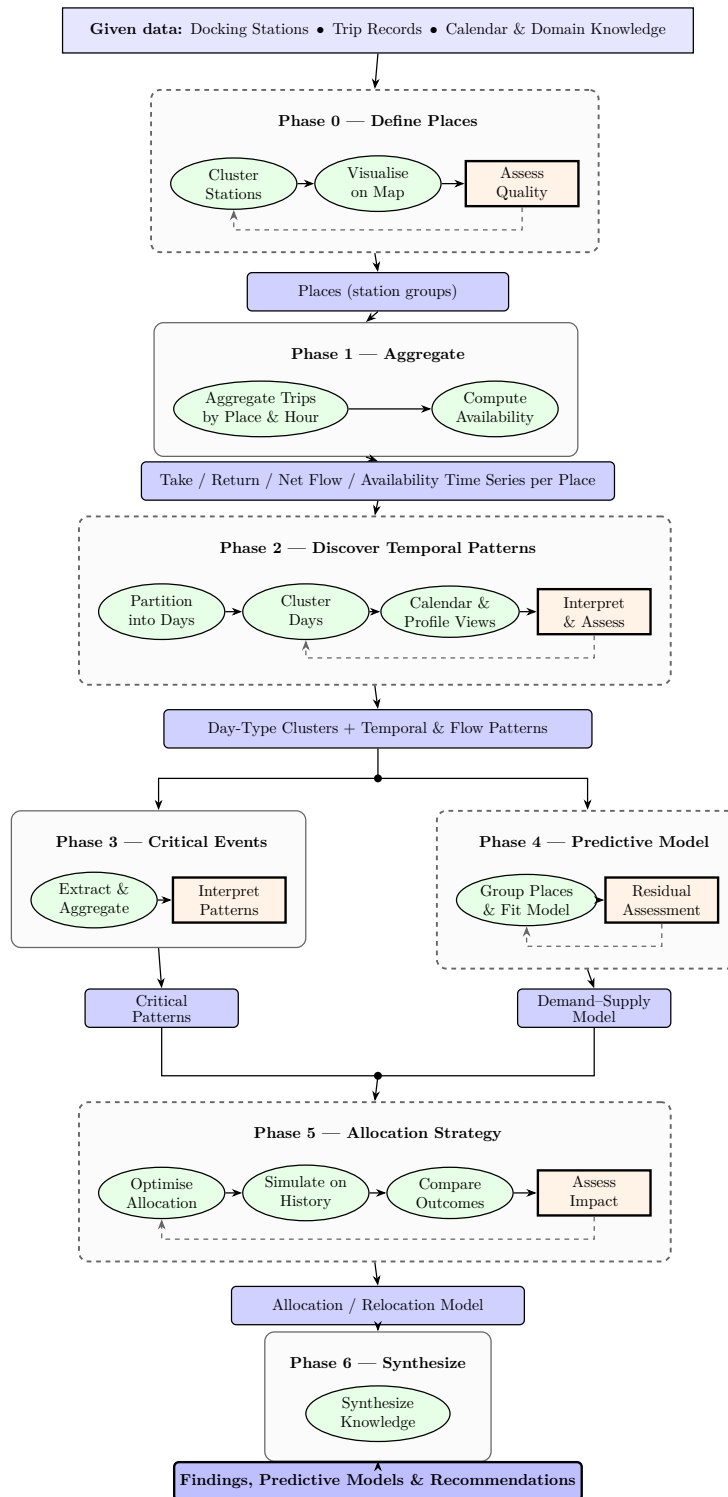 Given data: Docking Stations • Trip Records • Calendar & Domain Knowledge
Phase 0 — Define Places
Cluster
Stations
Visualise
on Map
Assess
Quality
Places (station groups)
Phase 1 — Aggregate
Aggregate Trips
by Place & Hour
Compute
Availability
Take / Return / Net Flow / Availability Time Series per Place
Phase 2 — Discover Temporal Patterns
Partition
into Days
Cluster
Days
Calendar &
Profile Views
Interpret
& Assess
Day-Type Clusters + Temporal & Flow Patterns
Phase 3 — Critical Events
Extract &
Aggregate
Interpret
Patterns
Phase 4 — Predictive Model
Group Places
& Fit Model
Residual
Assessment
Critical
Patterns
Demand–Supply
Model
Phase 5 — Allocation Strategy
Optimise
Allocation
Simulate on
History
Compare
Outcomes
Assess
Impact
Allocation / Relocation Model
Phase 6 — Synthesize
Synthesize
Knowledge
Findings, Predictive Models & Recommendations